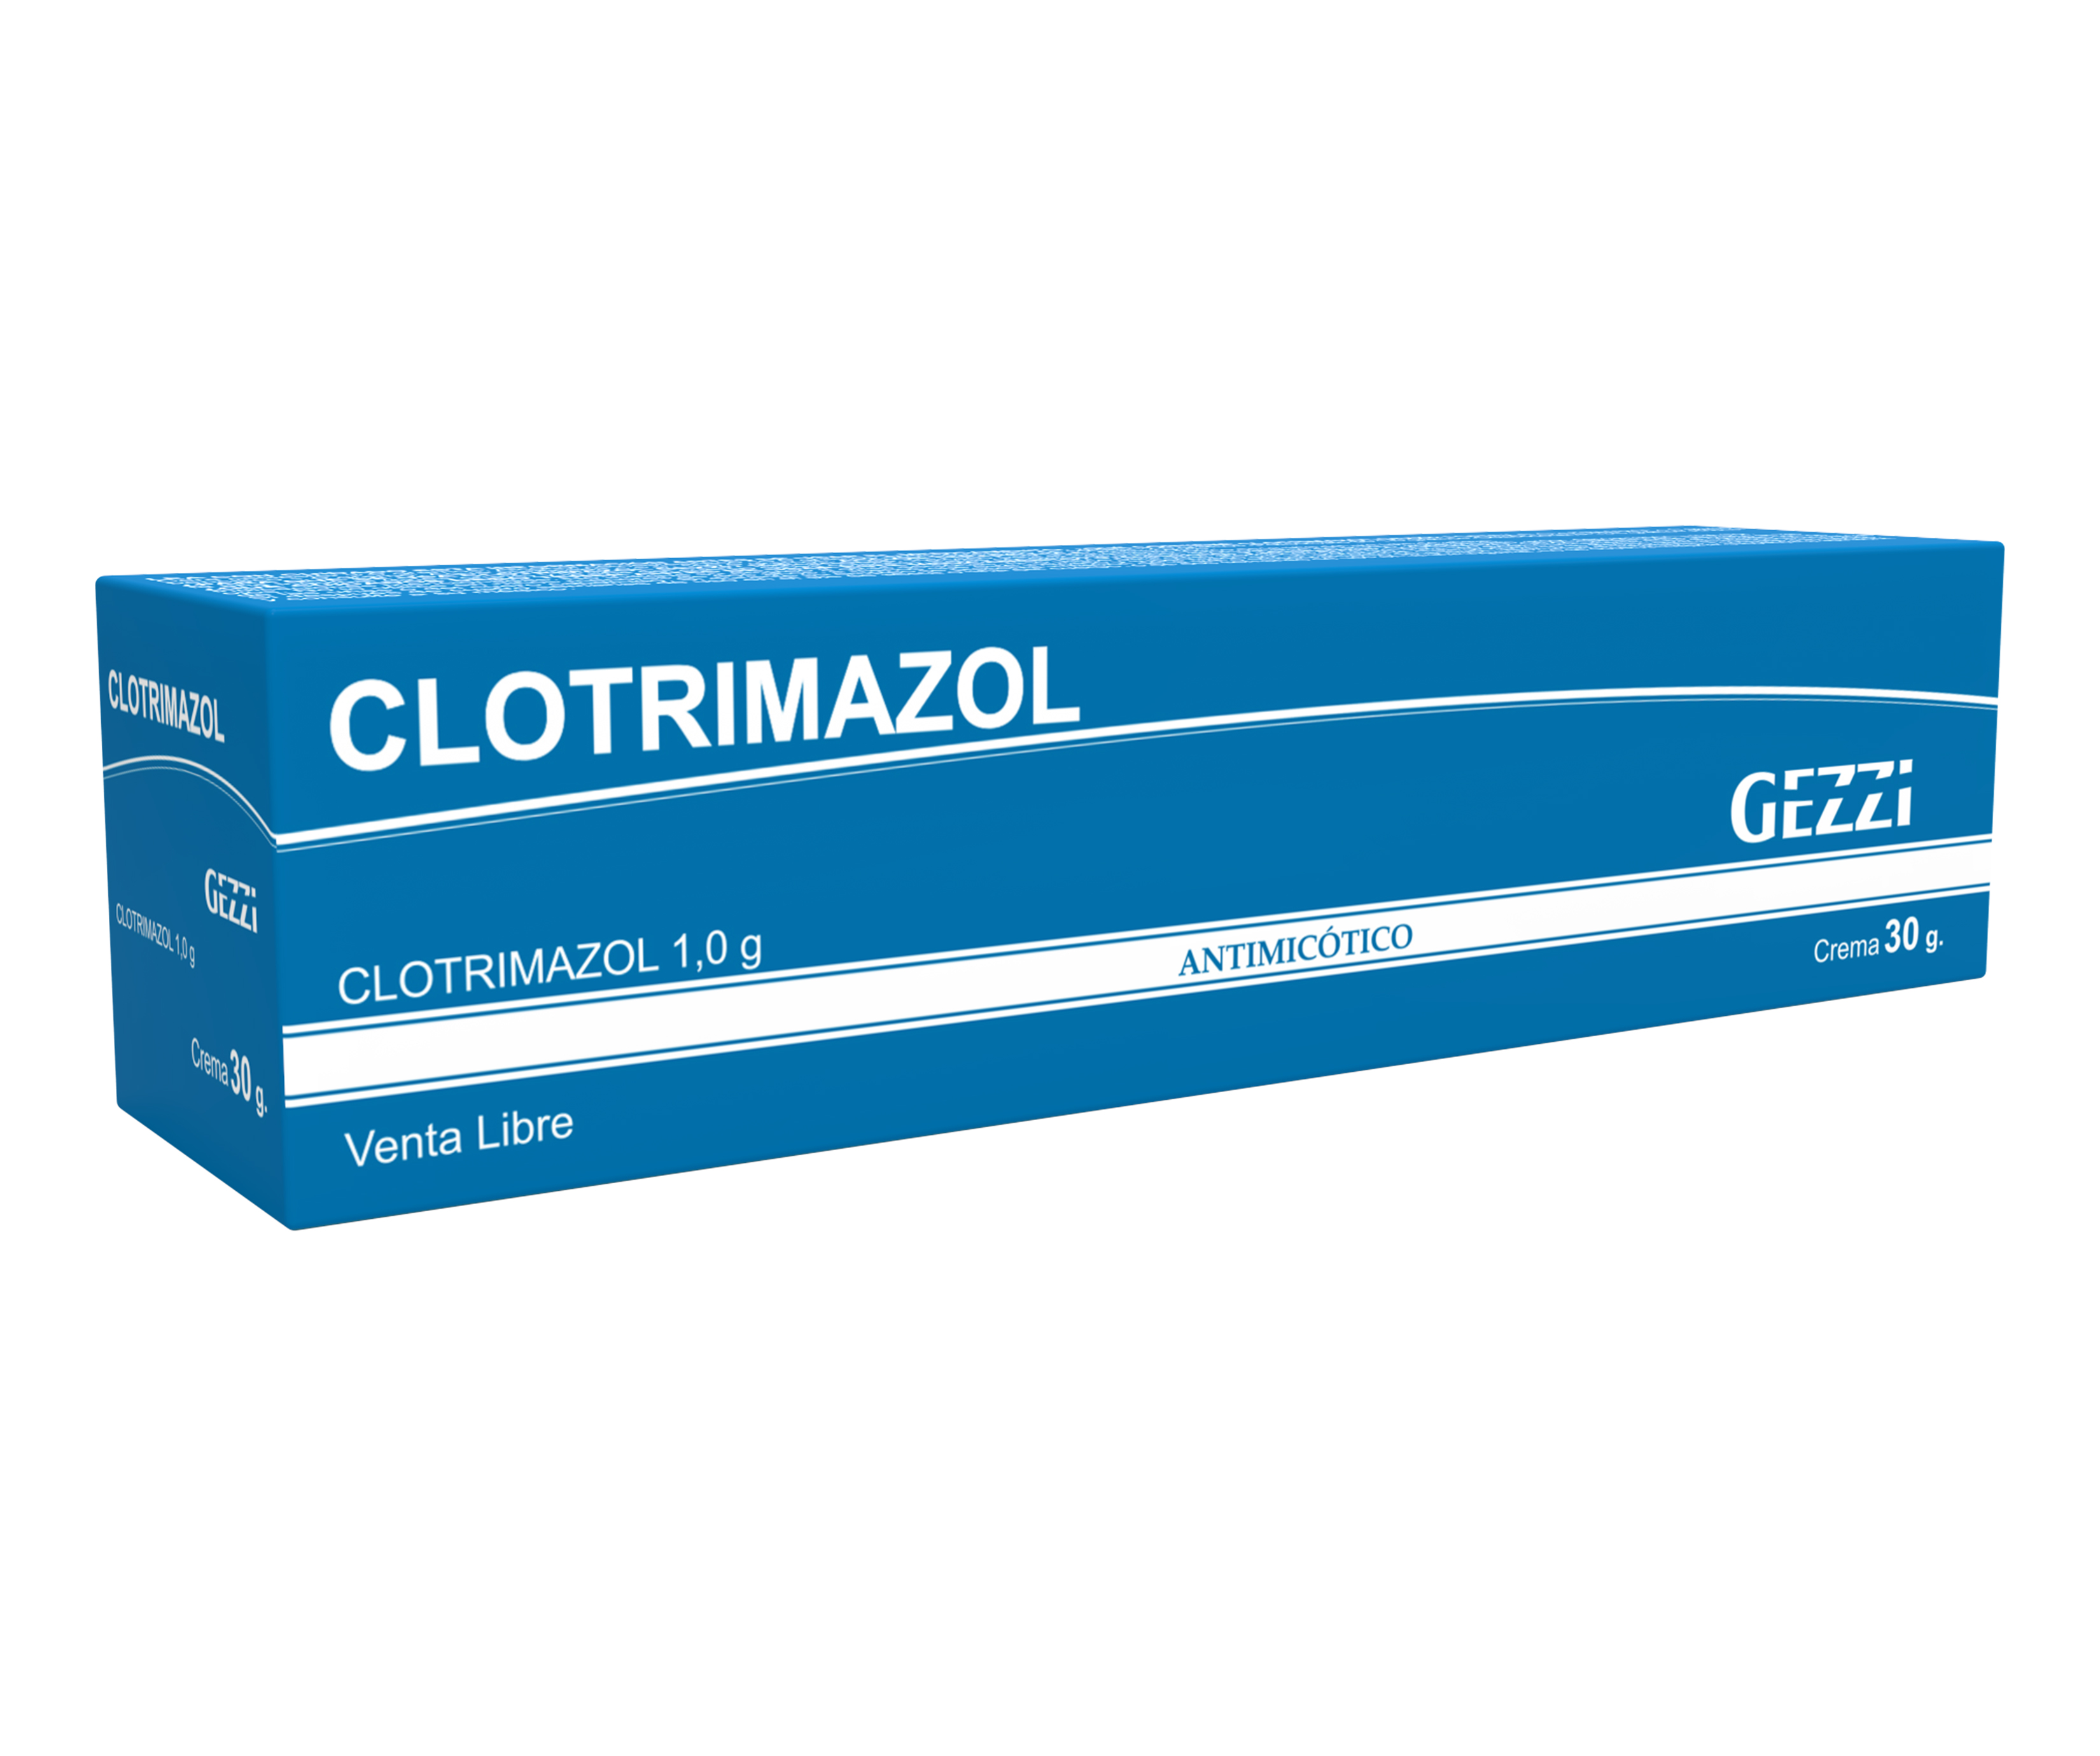 CLOTRIMAZOL
GEZZi
CLOTRIMAZOL 1,0 g
Crema 30 g.
CLOTRIMAZOL
GEZZi
CLOTRIMAZOL 1,0 g
ANTIMICÓTICO
Crema 30 g.
Venta Libre